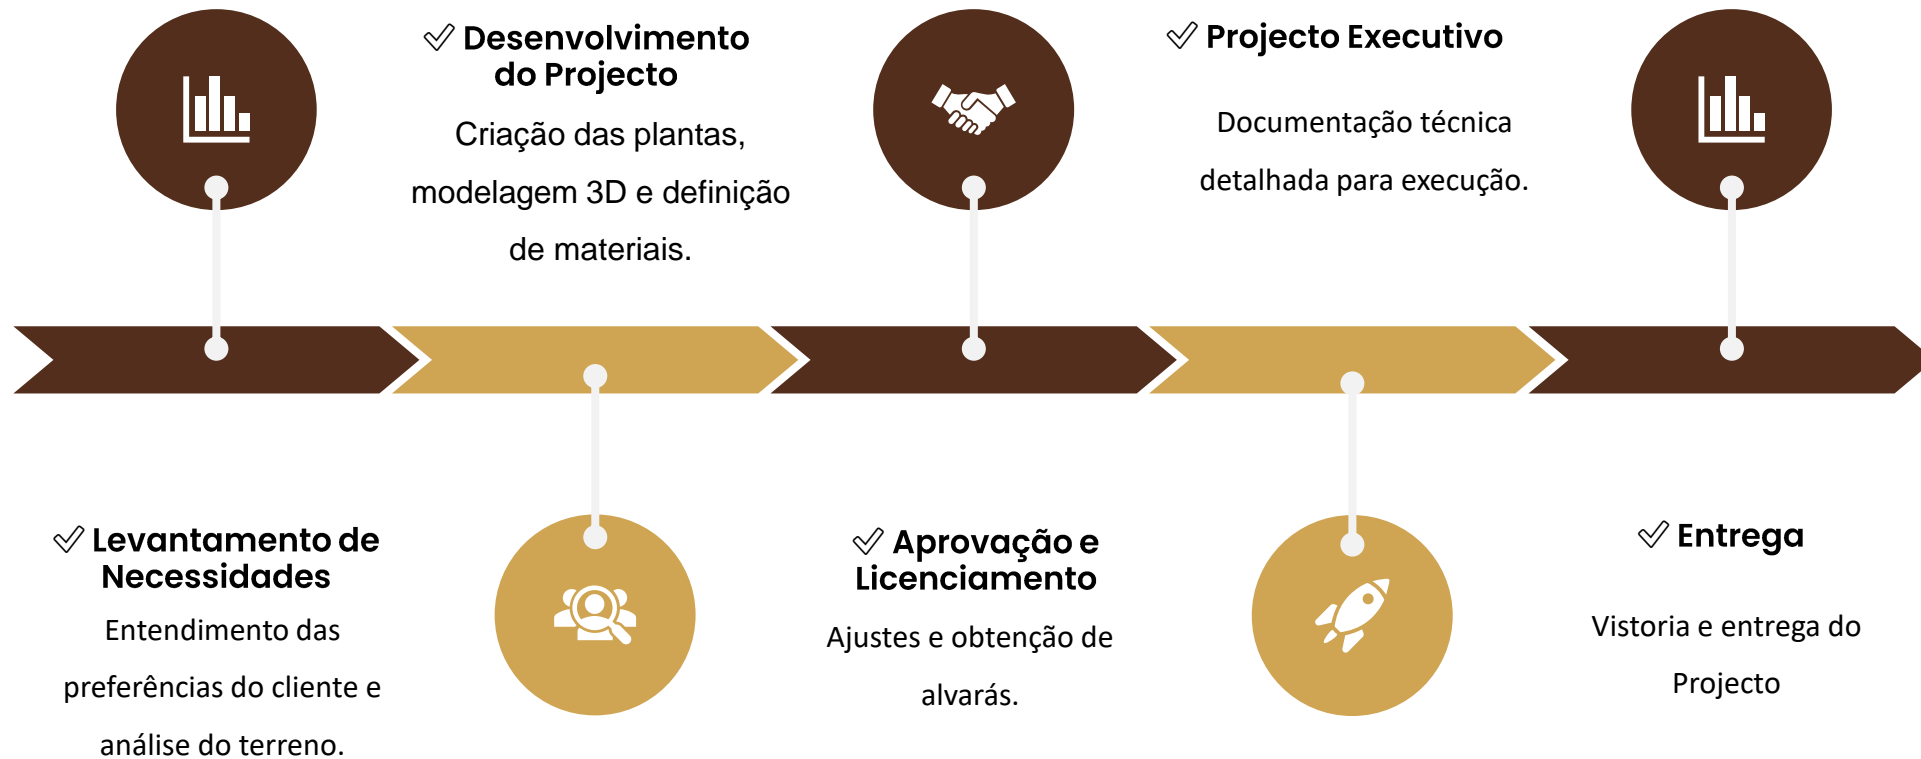 ✓ Desenvolvimento
do Projecto
Criação das plantas,
modelagem 3D e definição
de materiais.
✓ Projecto Executivo
Documentação técnica
detalhada para execução.
✓ Levantamento de
Necessidades
Entendimento das
preferências do cliente e
análise do terreno.
✓ Aprovação e
Licenciamento
Ajustes e obtenção de
alvarás.
✓ Entrega
Vistoria e entrega do
Projecto